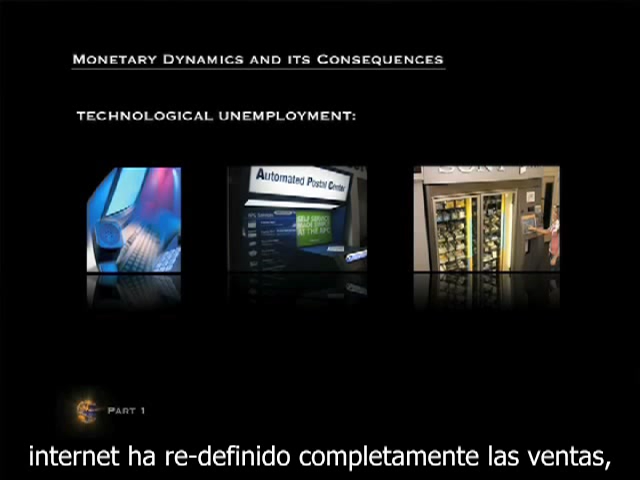 MONETARY DYNAMICS AND ITS CONSEQUENCES
TECHNOLOGICAL UNEMPLOYMENT:
Automated Postal Center
SONY
PART 1
internet ha re-definido completamente las ventas,